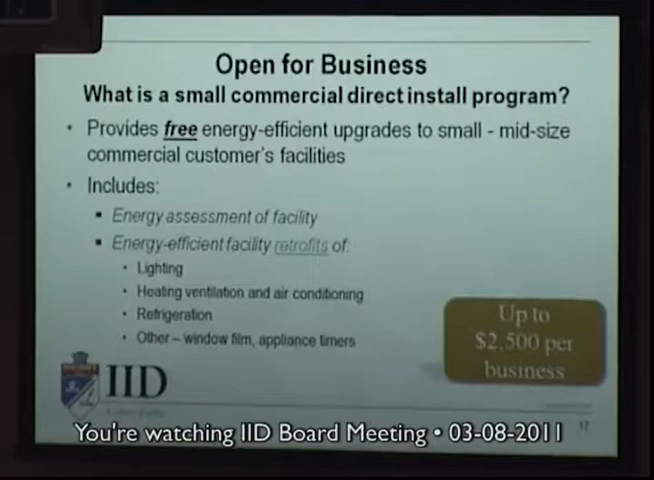 Open for Business
What is a small commercial direct install program?
• Provides free energy-efficient upgrades to small - mid-size
commercial customer's facilities
• Includes:
▪ Energy assessment of facility
▪ Energy-efficient facility retrofits of:
• Lighting
• Heating ventilation and air conditioning
• Refrigeration
• Other – window film, appliance timers
Up to
$2,500 per
business
IID
17
You're watching IID Board Meeting • 03-08-2011